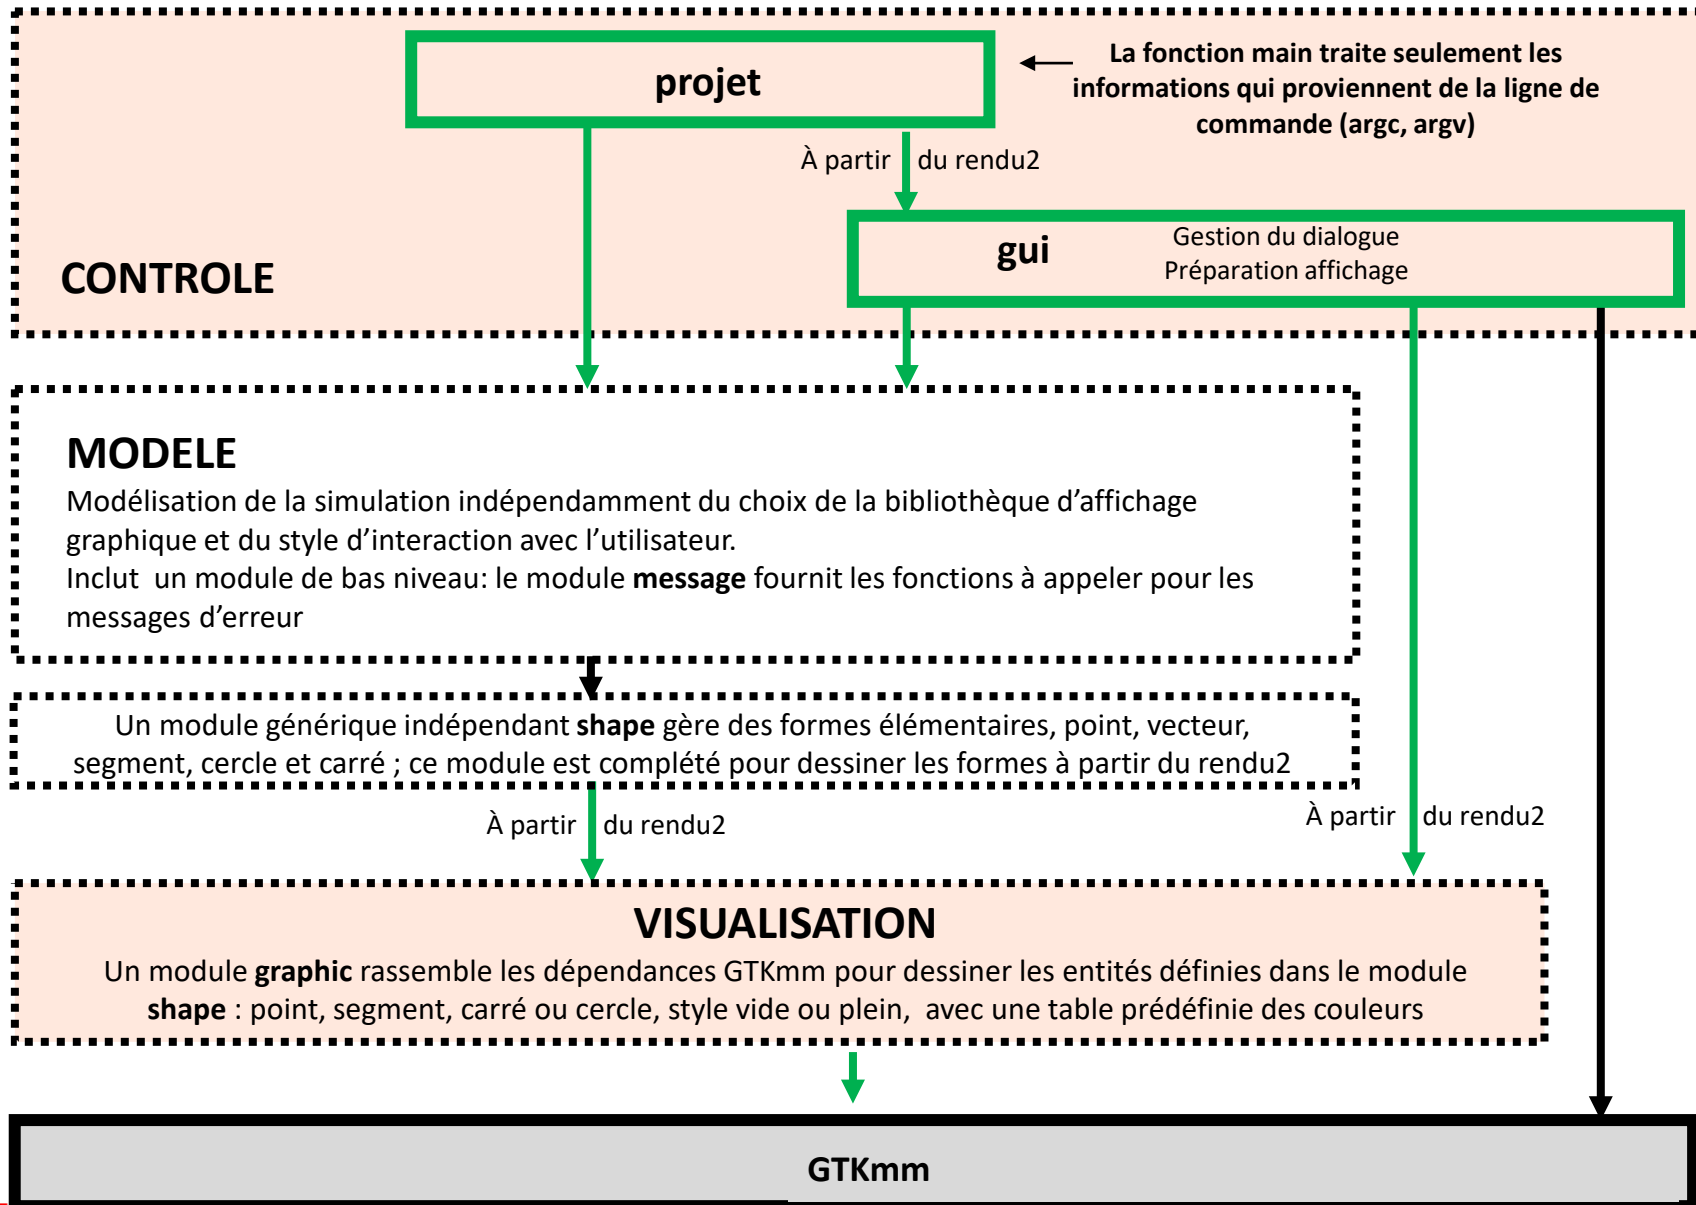 La fonction main traite seulement les
informations qui proviennent de la ligne de
commande (argc, argv)
projet
À partir du rendu2
gui
Gestion du dialogue
Préparation affichage
CONTROLE
MODELE
Modélisation de la simulation indépendamment du choix de la bibliothèque d’affichage
graphique et du style d’interaction avec l’utilisateur.
Inclut un module de bas niveau: le module message fournit les fonctions à appeler pour les
messages d’erreur
Un module générique indépendant shape gère des formes élémentaires, point, vecteur,
segment, cercle et carré ; ce module est complété pour dessiner les formes à partir du rendu2
À partir du rendu2
À partir du rendu2
VISUALISATION
Un module graphic rassemble les dépendances GTKmm pour dessiner les entités définies dans le module
shape : point, segment, carré ou cercle, style vide ou plein, avec une table prédéfinie des couleurs
GTKmm